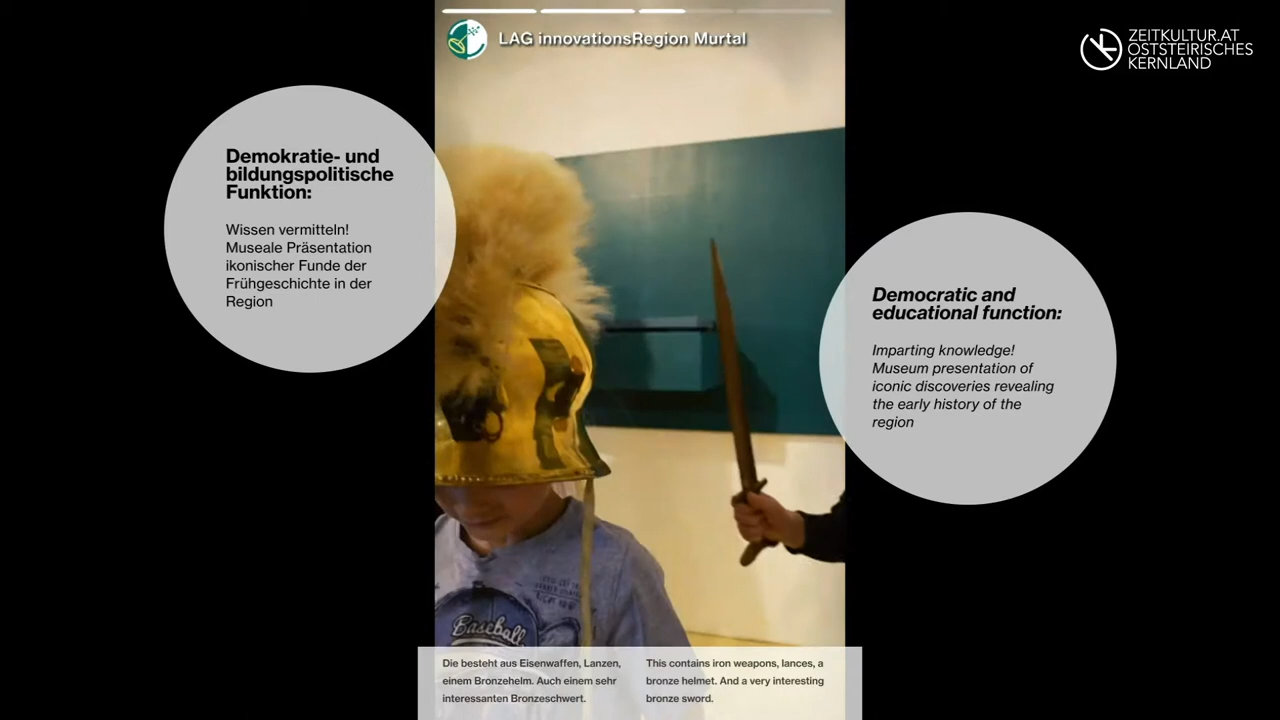 LAG innovationsRegion Murtal
ZEITKULTUR.AT
OSTSTEIRISCHES
KERNLAND
Demokratie- und
bildungspolitische
Funktion:
Wissen vermitteln!
Museale Präsentation
ikonischer Funde der
Frühgeschichte in der
Region
Democratic and
educational function:
Imparting knowledge!
Museum presentation of
iconic discoveries revealing
the early history of the
region
Baseball
Die besteht aus Eisenwaffen, Lanzen,
einem Bronzehelm. Auch einem sehr
interessanten Bronzeschwert.
This contains iron weapons, lances, a
bronze helmet. And a very interesting
bronze sword.